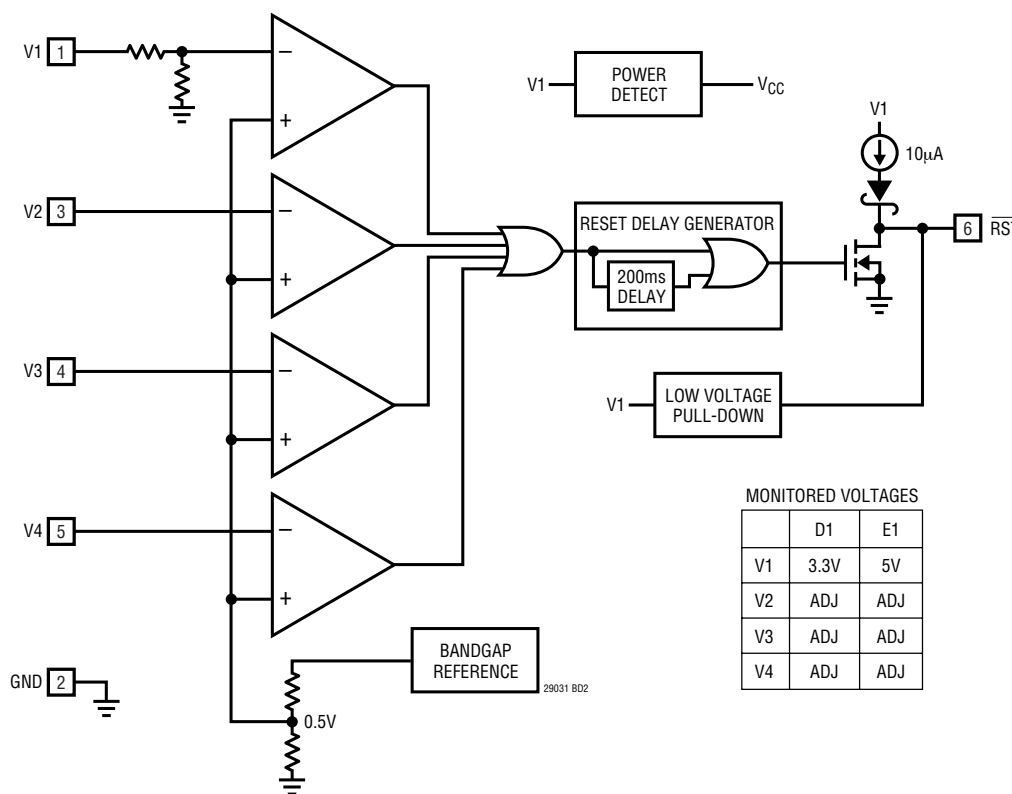 V1 1
−
+
V2 3
−
+
V3 4
−
+
V4 5
−
+
GND 2
0.5V
BANDGAP
REFERENCE
29031 BD2
V1
POWER
DETECT
VCC
RESET DELAY GENERATOR
200ms
DELAY
V1
10µA
6
V1
LOW VOLTAGE
PULL-DOWN
MONITORED VOLTAGES
D1 E1
V1 3.3V 5V
V2 ADJ ADJ
V3 ADJ ADJ
V4 ADJ ADJ